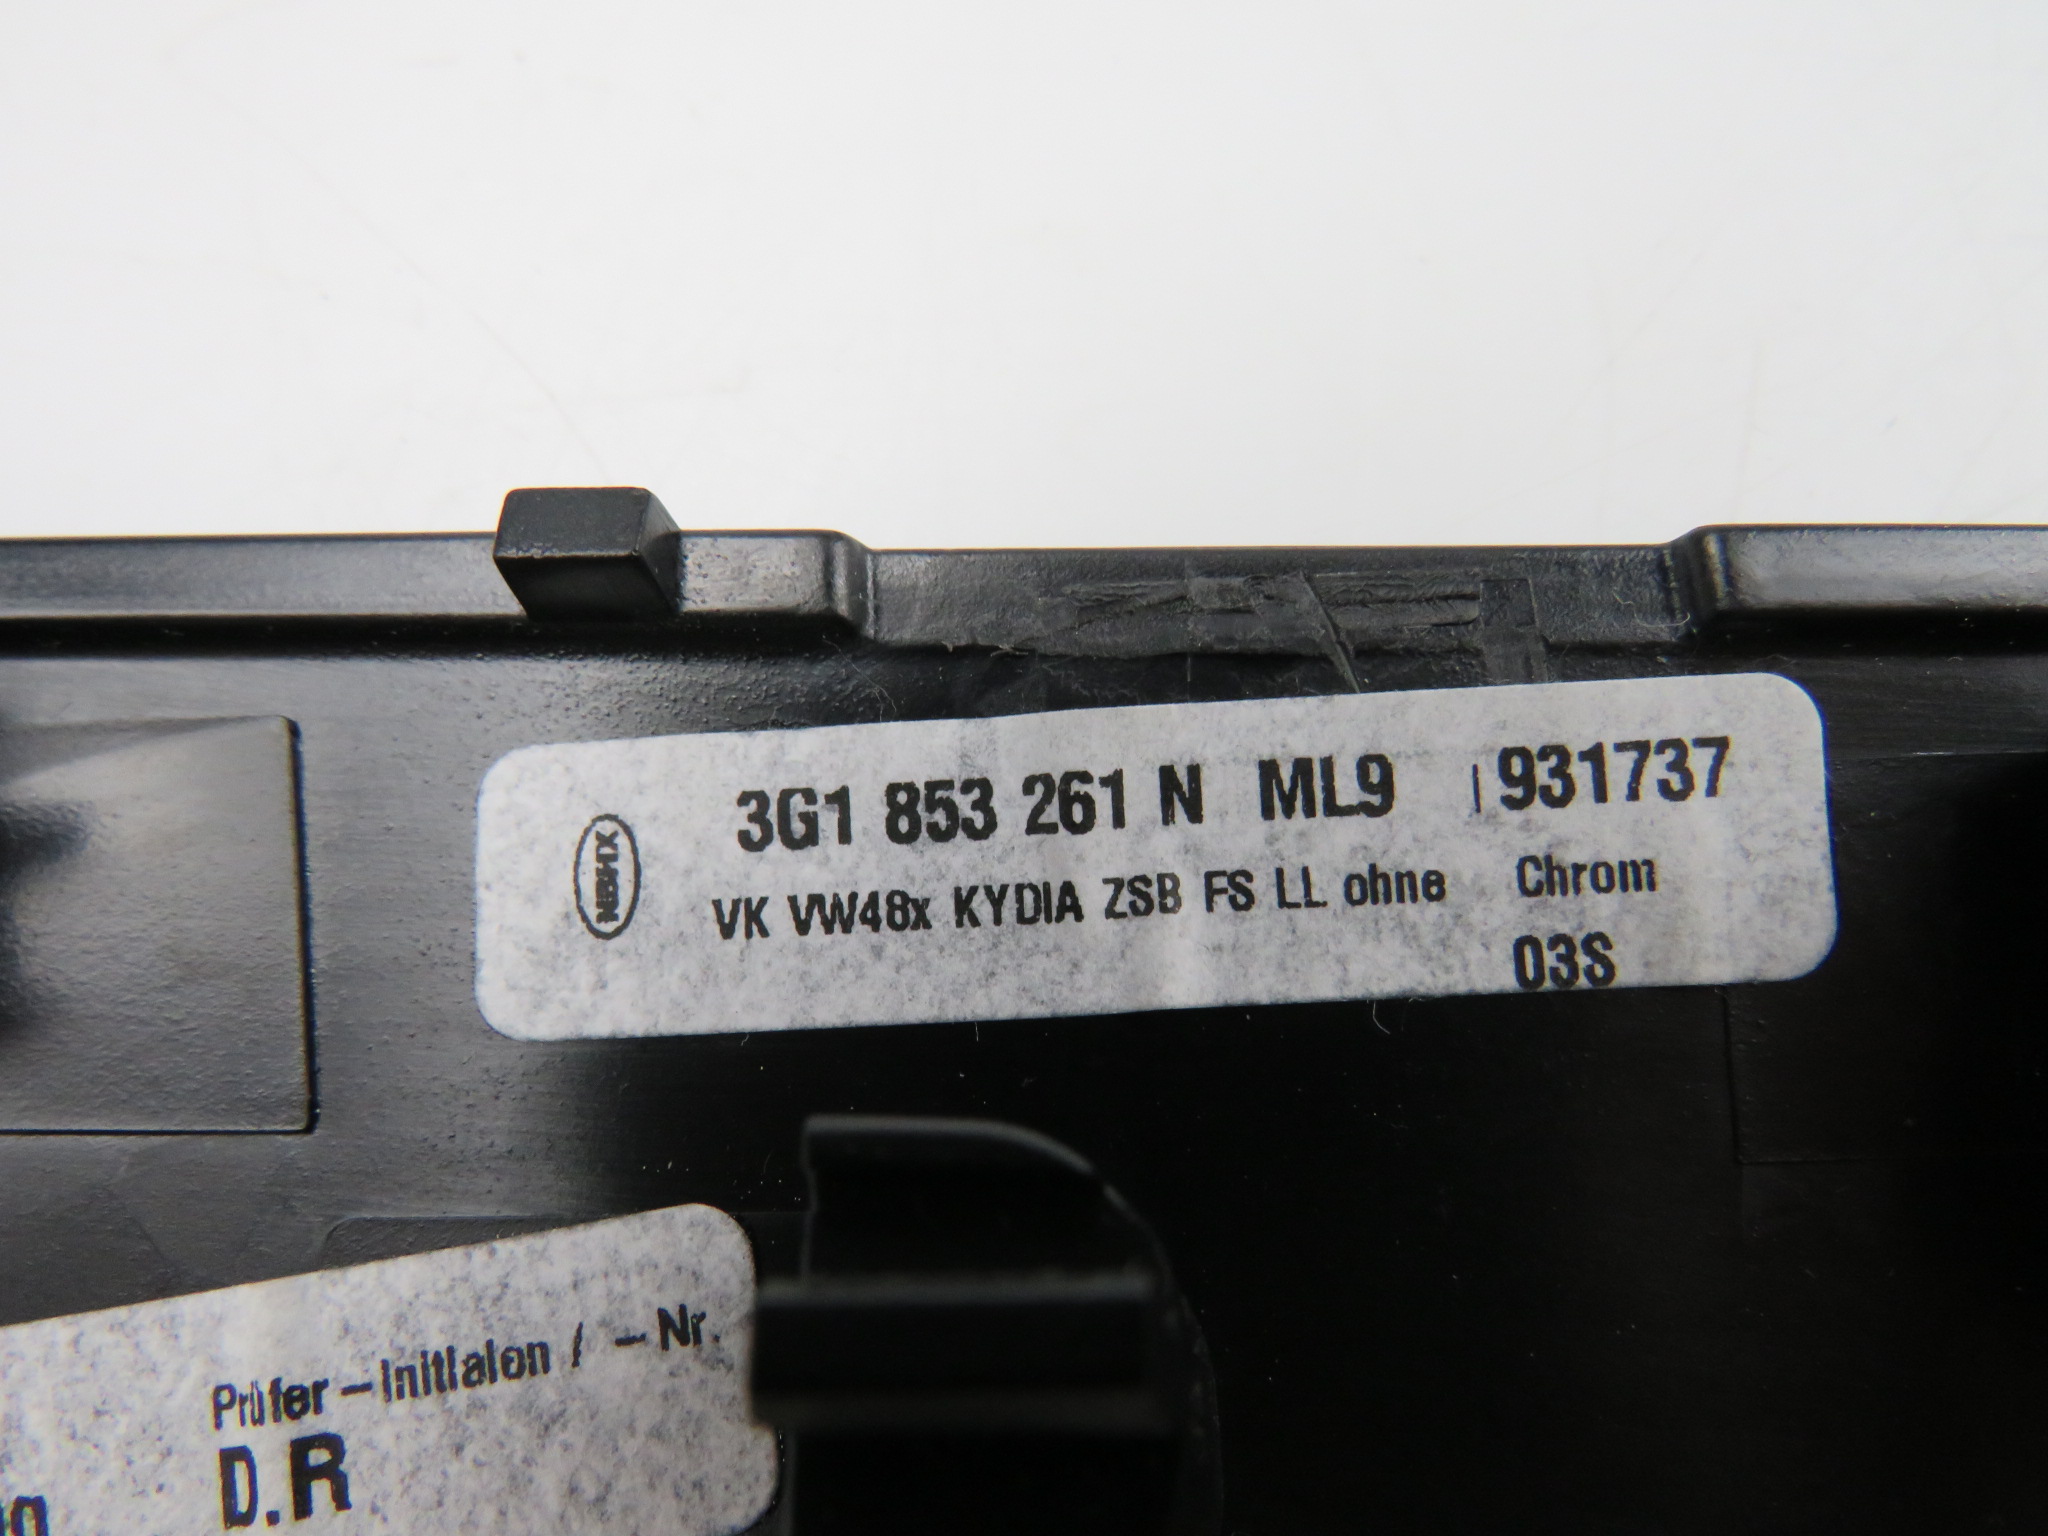 3G1 853 261 N ML9 931737
VK VW48x KYDIA ZSB FS LL ohne Chrom
03S
Prüfer-Initialen / -Nr.
D.R